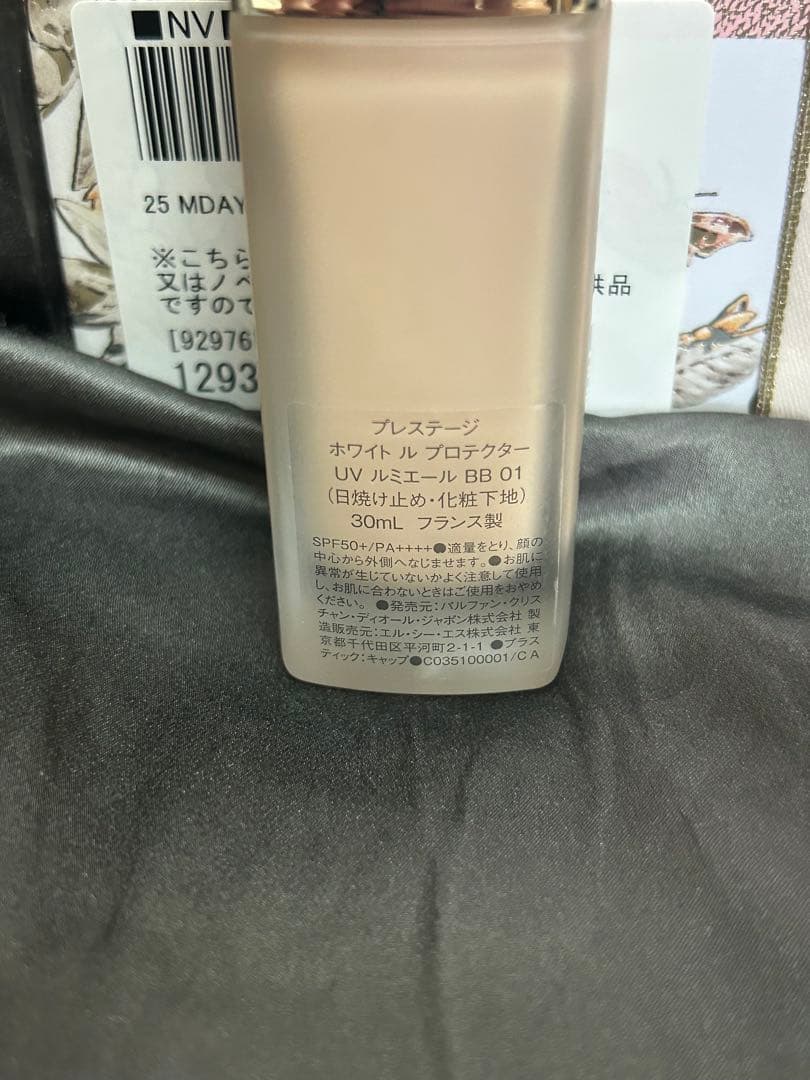 ■NV
25 MDAY
※こちら
又はノベ
ですので
供品
[92976
1293
プレステージ
ホワイト ル プロテクター
UV ルミエール BB 01
(日焼け止め・化粧下地)
30mL フランス製
SPF50+/PA++++●適量をとり、顔の
中心から外側へなじませます。●お肌に
異常が生じていないかよく注意して使用
し、お肌に合わないときはご使用をおやめ
ください。 ●発売元:パルファン・クリス
チャン・ディオール・ジャポン株式会社 製
造販売元:エル・シー・エス株式会社 東
京都千代田区平河町2-1-1 ●プラス
ティック:キャップ●C035100001/C A